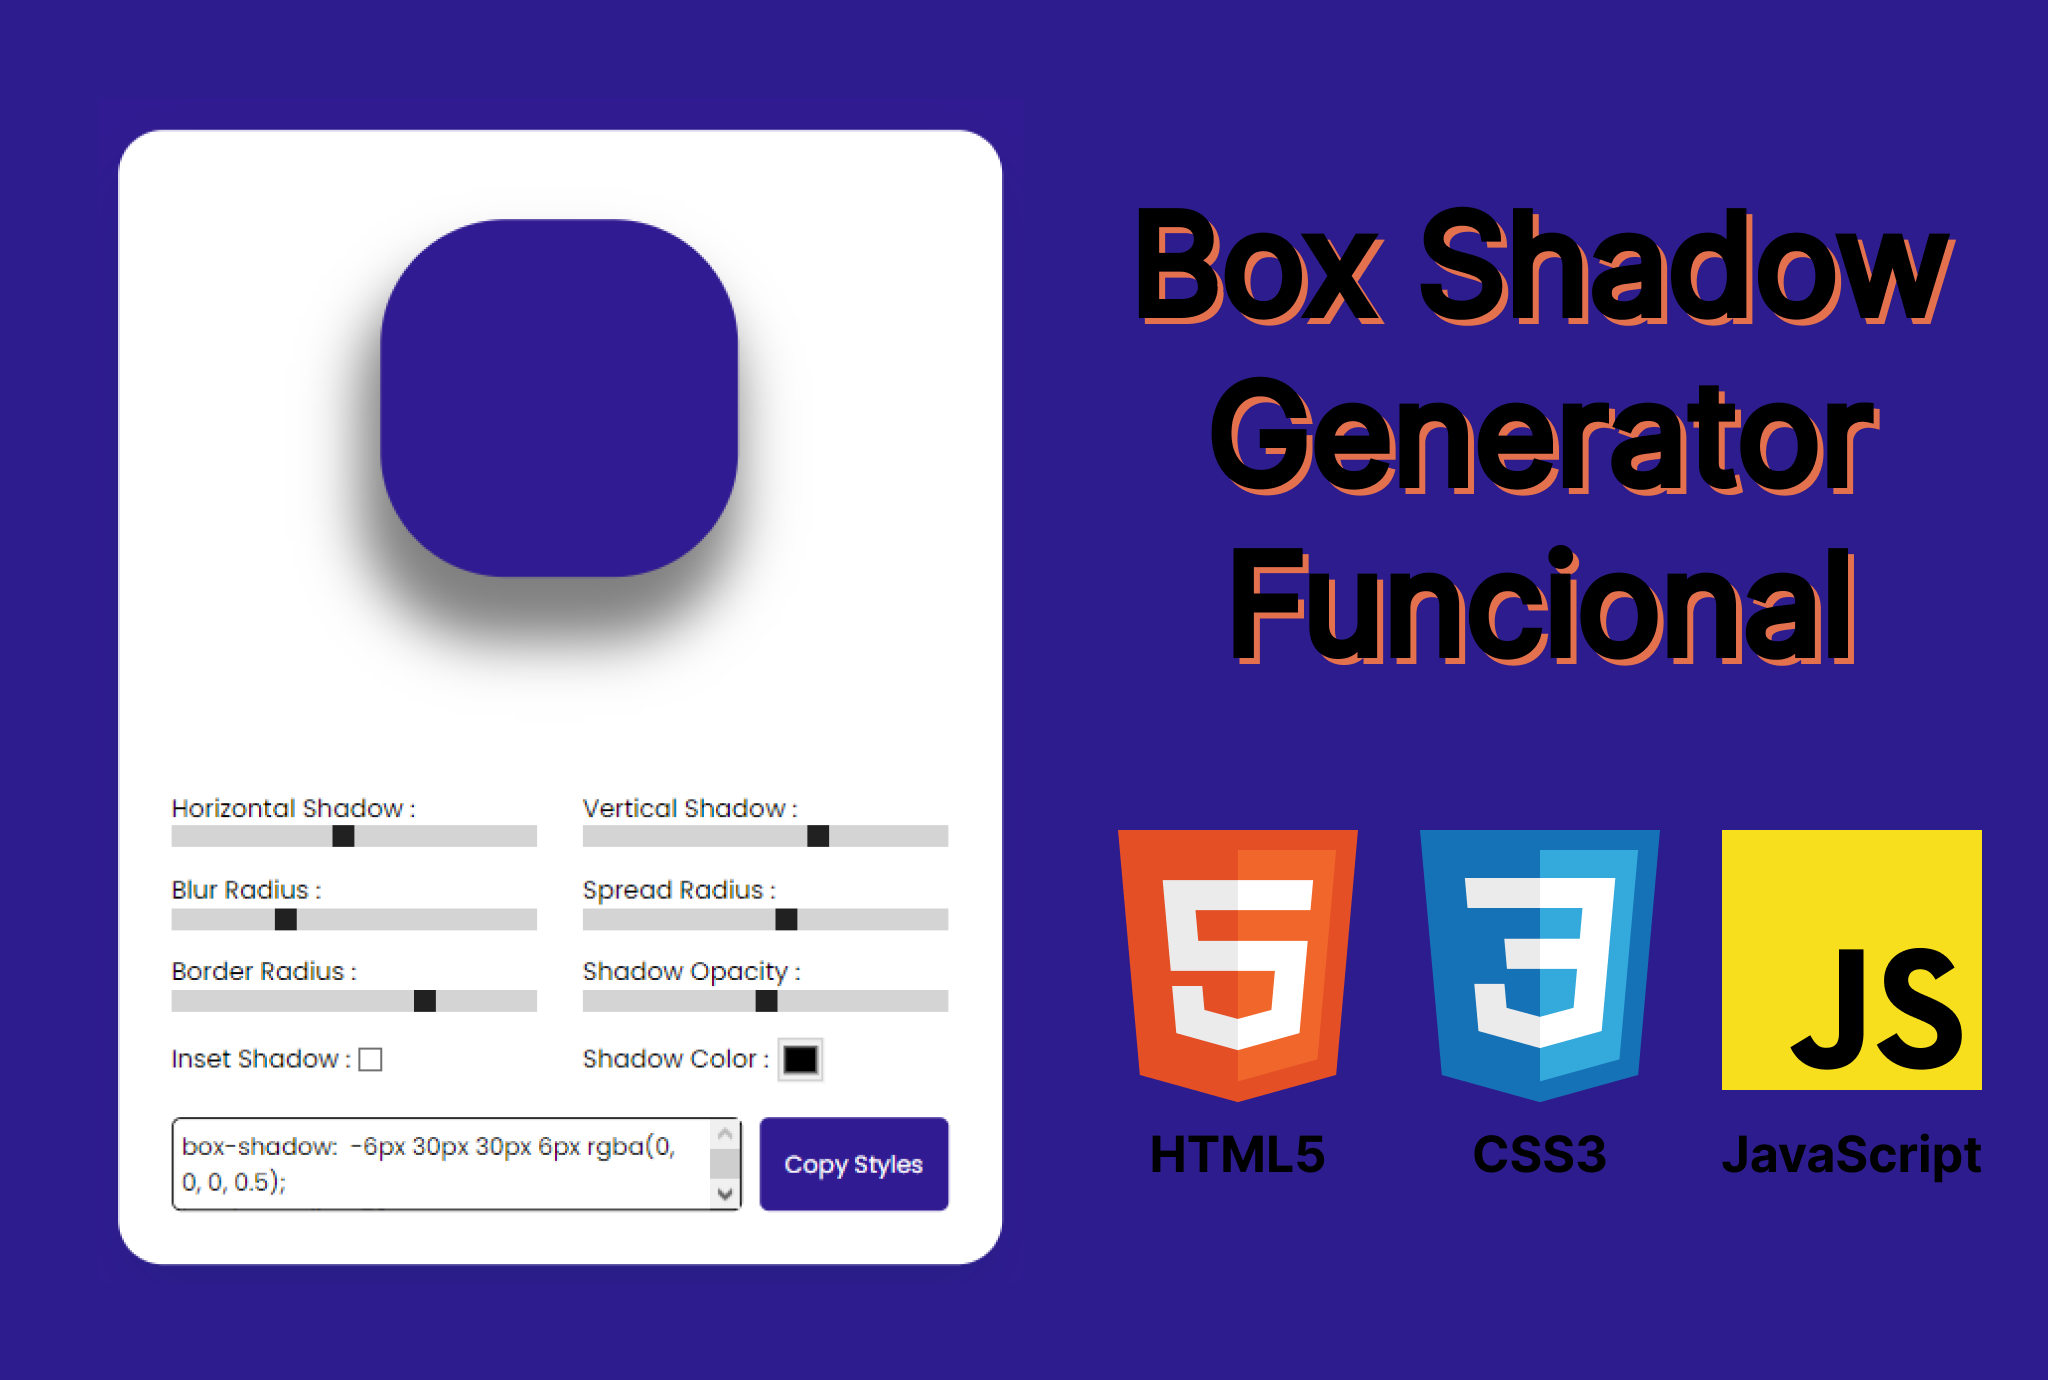 Box Shadow
Generator
Funcional
Horizontal Shadow :
Vertical Shadow :
Blur Radius :
Spread Radius :
Border Radius :
Shadow Opacity :
Inset Shadow :
Shadow Color :
box-shadow: -6px 30px 30px 6px rgba(0,
0, 0, 0.5);
Copy Styles
5
3
JS
HTML5
CSS3
JavaScript